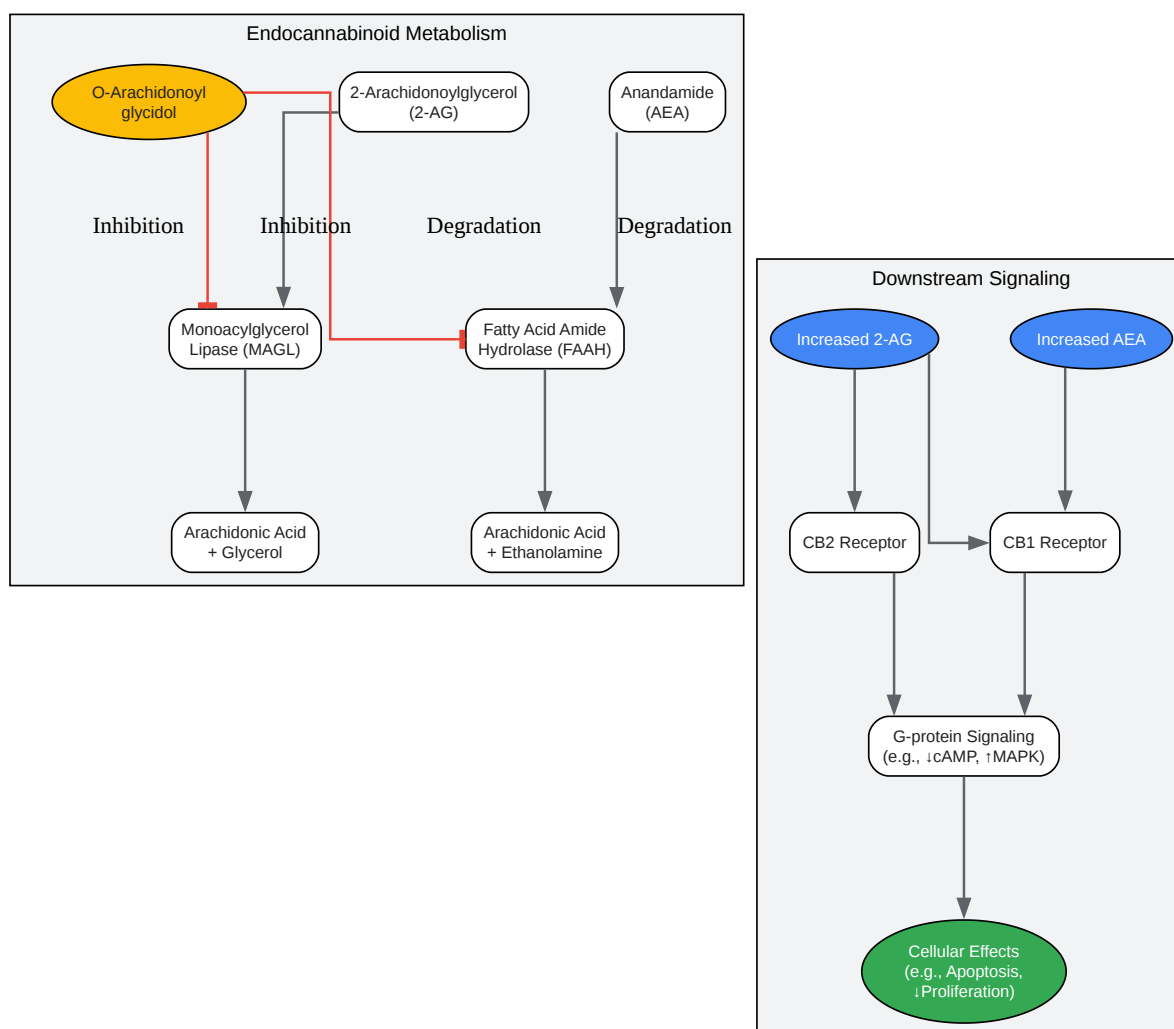 Endocannabinoid Metabolism
O-Arachidonoyl
glycidol
2-Arachidonoylglycerol
(2-AG)
Anandamide
(AEA)
Inhibition
Inhibition
Degradation
Degradation
Monoacylglycerol
Lipase (MAGL)
Fatty Acid Amide
Hydrolase (FAAH)
Arachidonic Acid
+ Glycerol
Arachidonic Acid
+ Ethanolamine
Downstream Signaling
Increased 2-AG
Increased AEA
CB2 Receptor
CB1 Receptor
G-protein Signaling
(e.g., ↓cAMP, ↑MAPK)
Cellular Effects
(e.g., Apoptosis,
↓Proliferation)